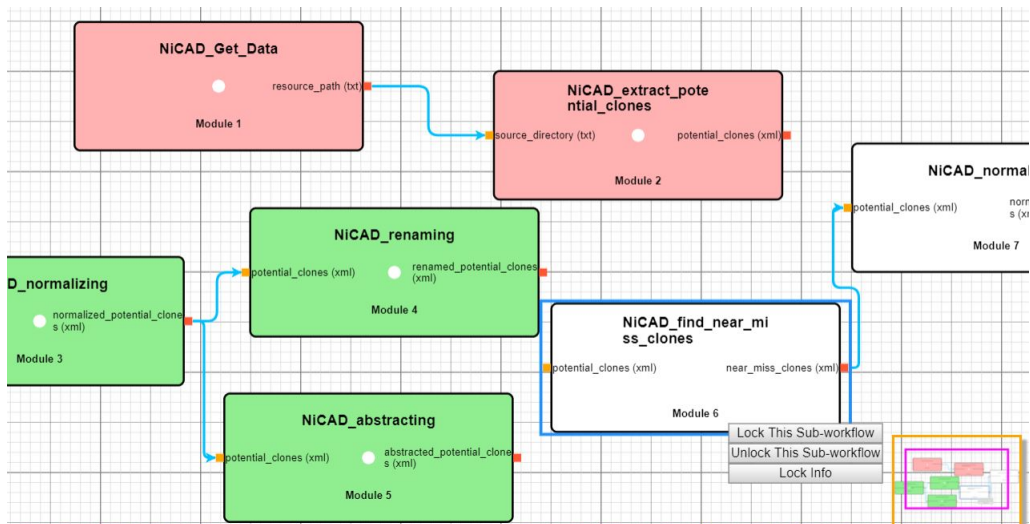 NiCAD_Get_Data
resource_path (txt)
Module 1
NiCAD_extract_pote
ntial_clones
source_directory (txt)
potential_clones (xml)
Module 2
NiCAD_normal
potential_clones (xml)
norm
s (x
Module 7
NiCAD_renaming
potential_clones (xml)
renamed_potential_clones
(xml)
Module 4
D_normalizing
normalized_potential_clone
s (xml)
Module 3
NiCAD_find_near_mi
ss_clones
potential_clones (xml)
near_miss_clones (xml)
Module 6
NiCAD_abstracting
potential_clones (xml)
abstracted_potential_clone
s (xml)
Module 5
Lock This Sub-workflow
Unlock This Sub-workflow
Lock Info